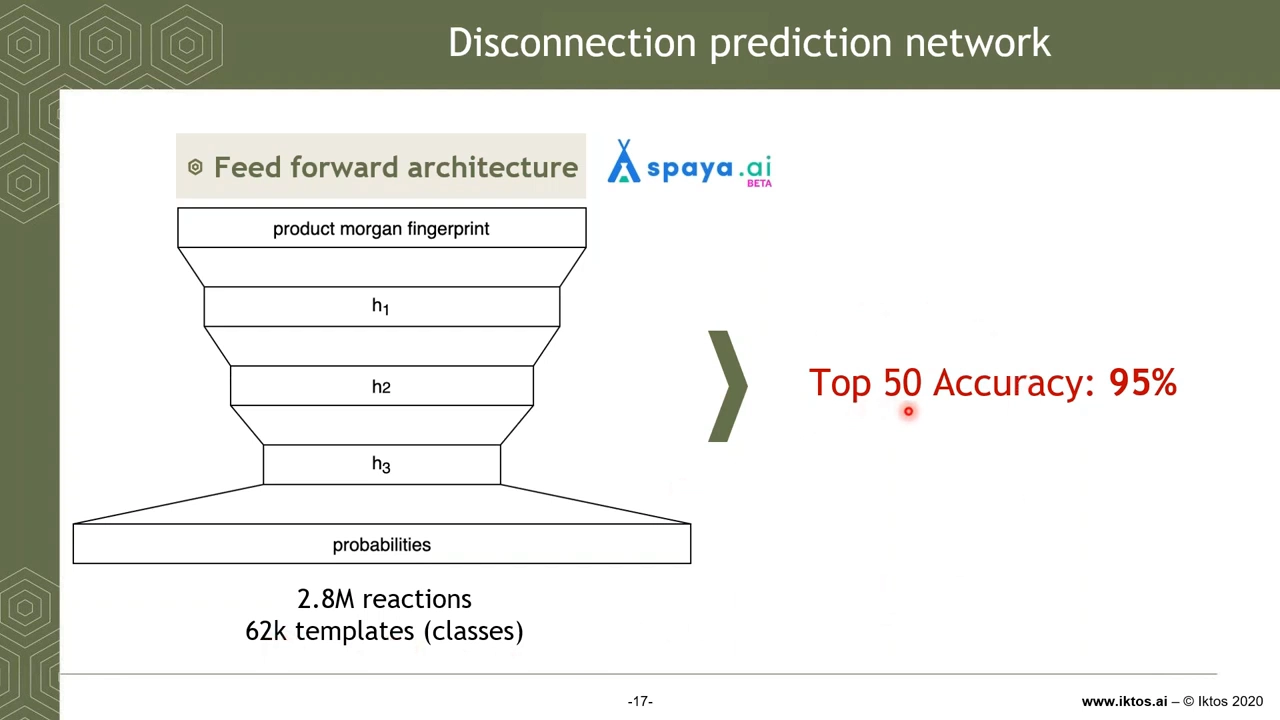 Disconnection prediction network
Feed forward architecture
spaya.ai
BETA
product morgan fingerprint
h1
h2
h3
probabilities
2.8M reactions
62k templates (classes)
Top 50 Accuracy: 95%
-17-
www.iktos.ai – © Iktos 2020